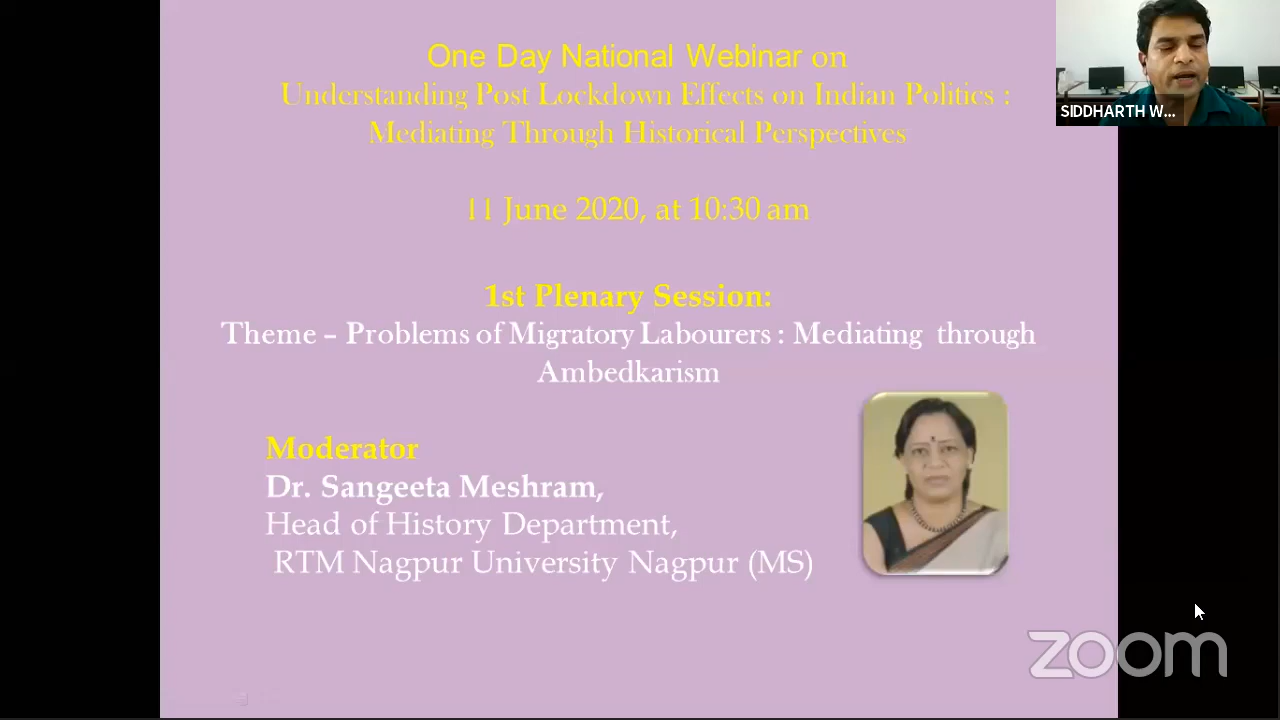 One Day National Webinar on
Understanding Post Lockdown Effects on Indian Politics :
Mediating Through Historical Perspectives
11 June 2020, at 10:30 am
1st Plenary Session:
Theme – Problems of Migratory Labourers : Mediating through
Ambedkarism
Moderator
Dr. Sangeeta Meshram,
Head of History Department,
RTM Nagpur University Nagpur (MS)
SIDDHARTH W...
zoom